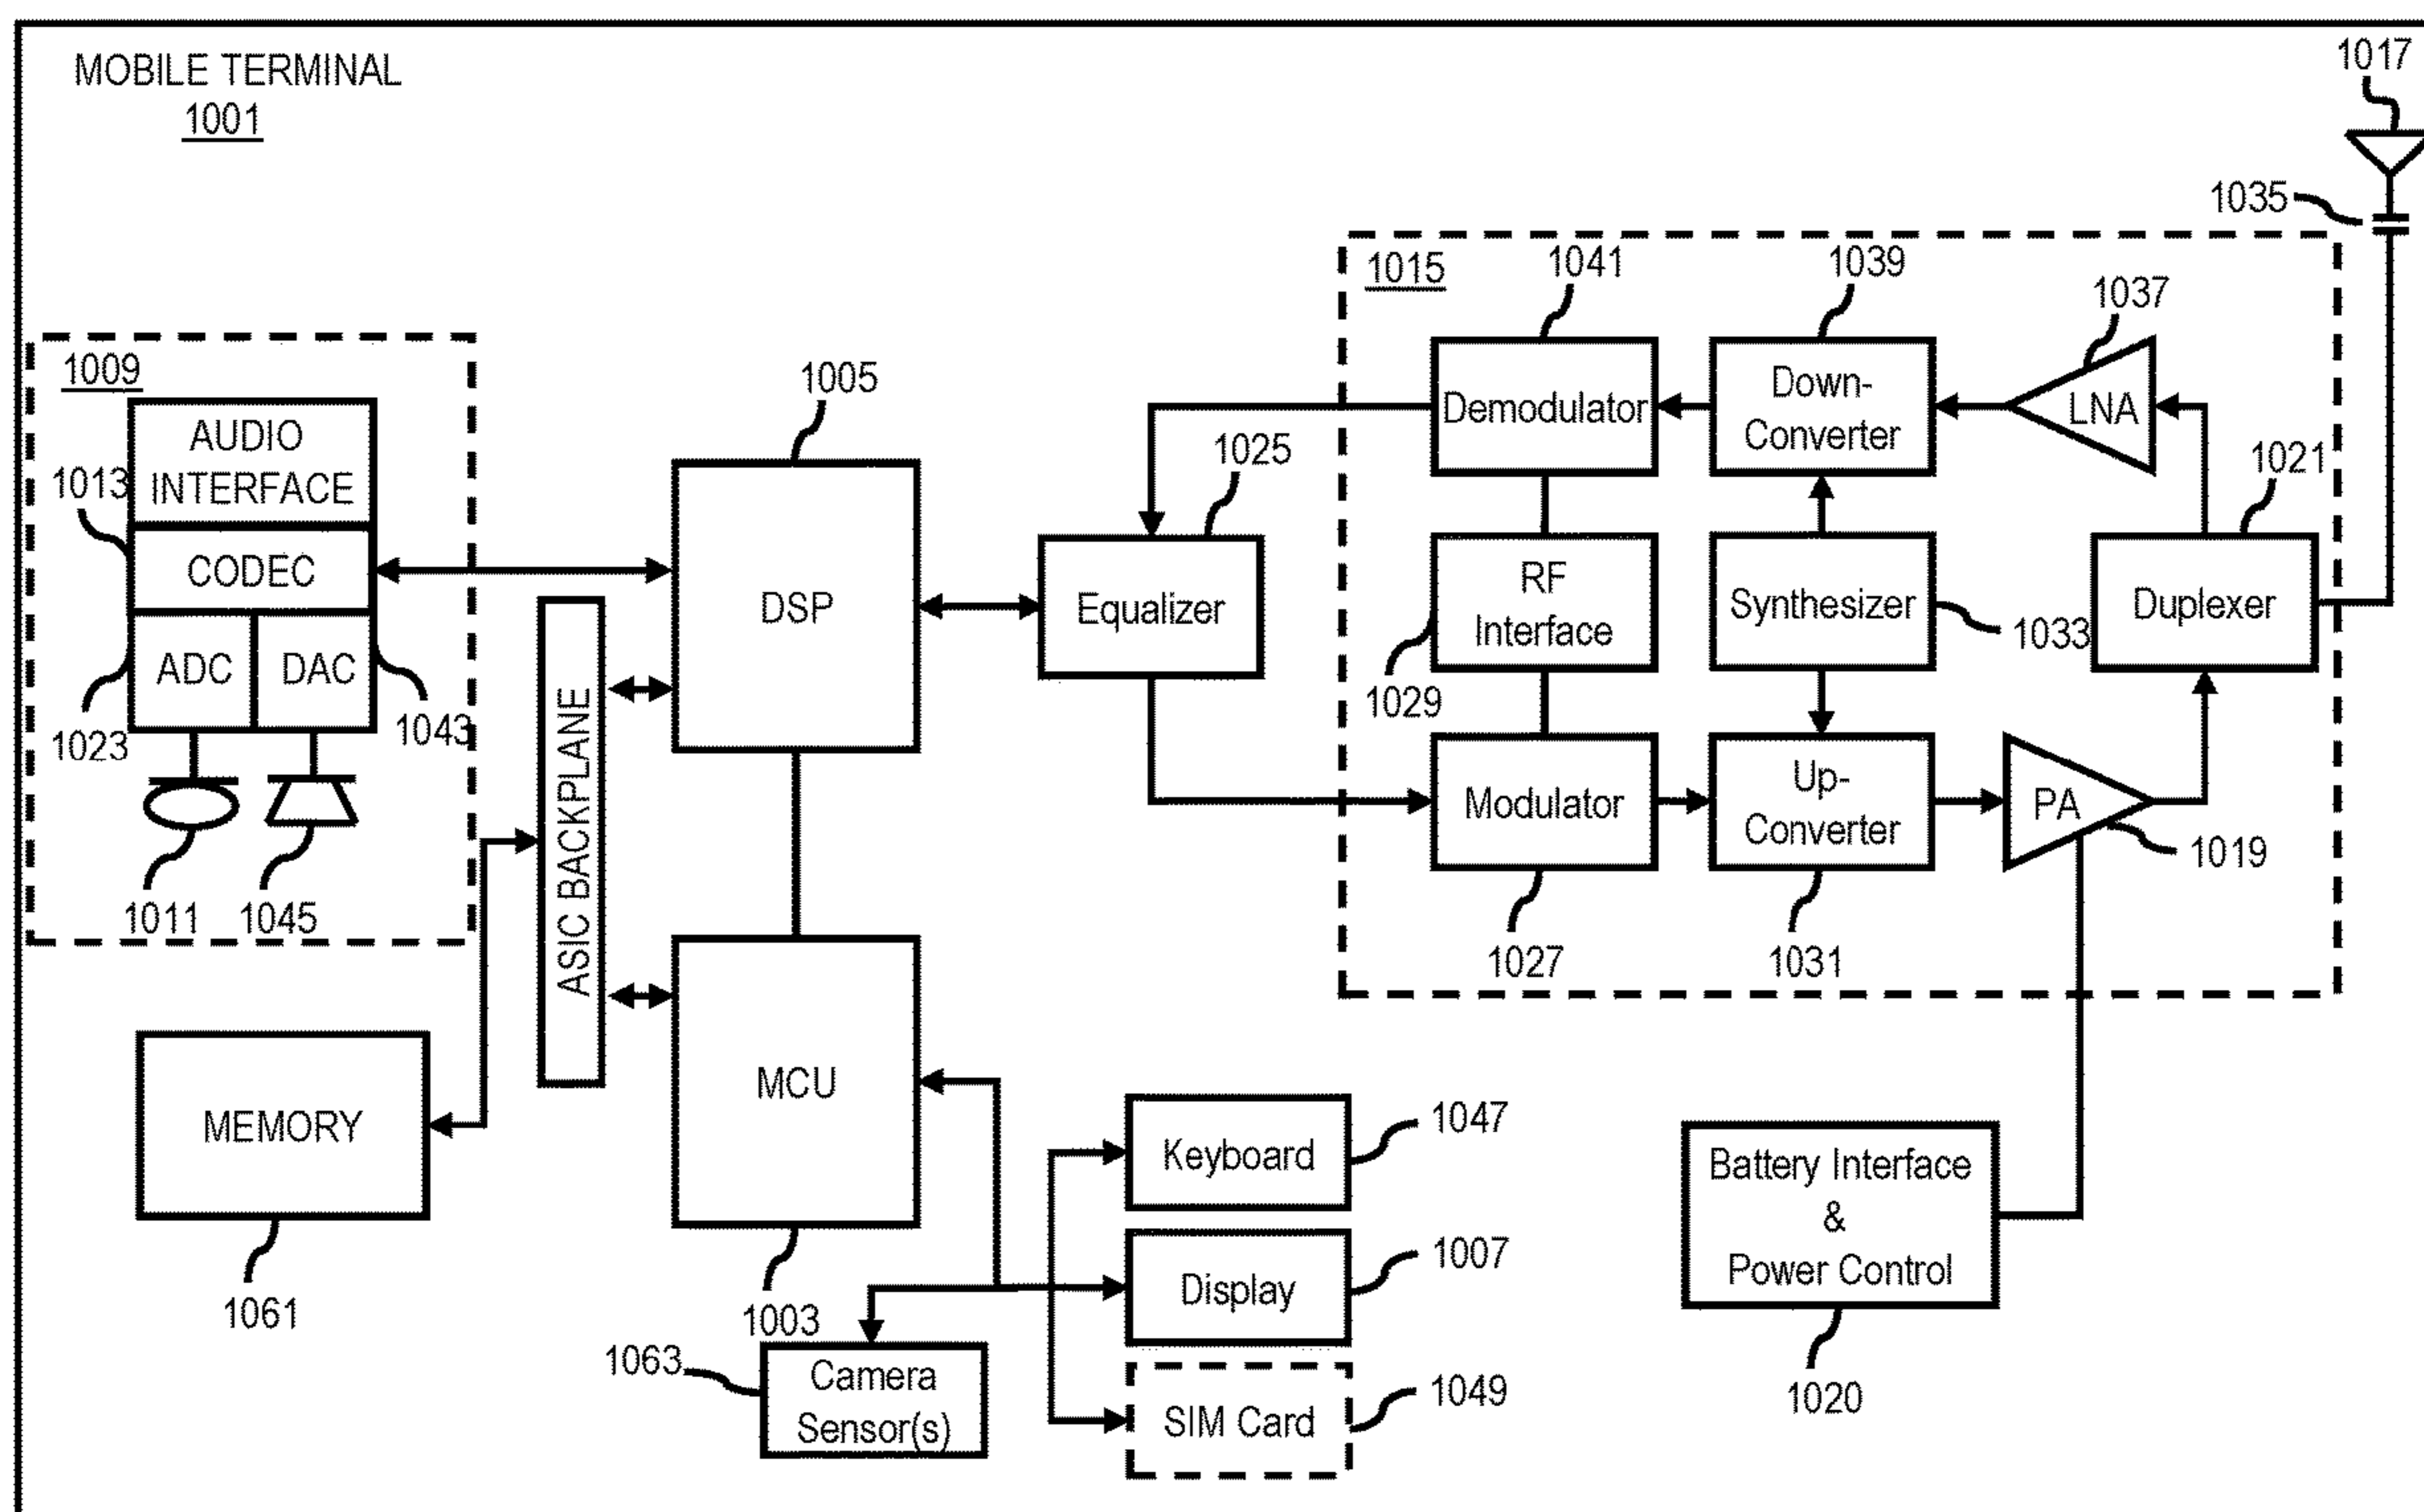 MOBILE TERMINAL
1001
1017
1035
1015
1041
1039
1037
1009
1005
AUDIO
INTERFACE
1013
CODEC
ADC
DAC
1023
1043
1011
1045
DSP
ASIC BACKPLANE
1025
Equalizer
Demodulator
Down-
Converter
LNA
1021
RF
Interface
1029
Synthesizer
1033
Duplexer
Modulator
Up-
Converter
PA
1019
1027
1031
MEMORY
1061
MCU
1003
1063
Camera
Sensor(s)
Keyboard
1047
Display
1007
SIM Card
1049
Battery Interface
&
Power Control
1020